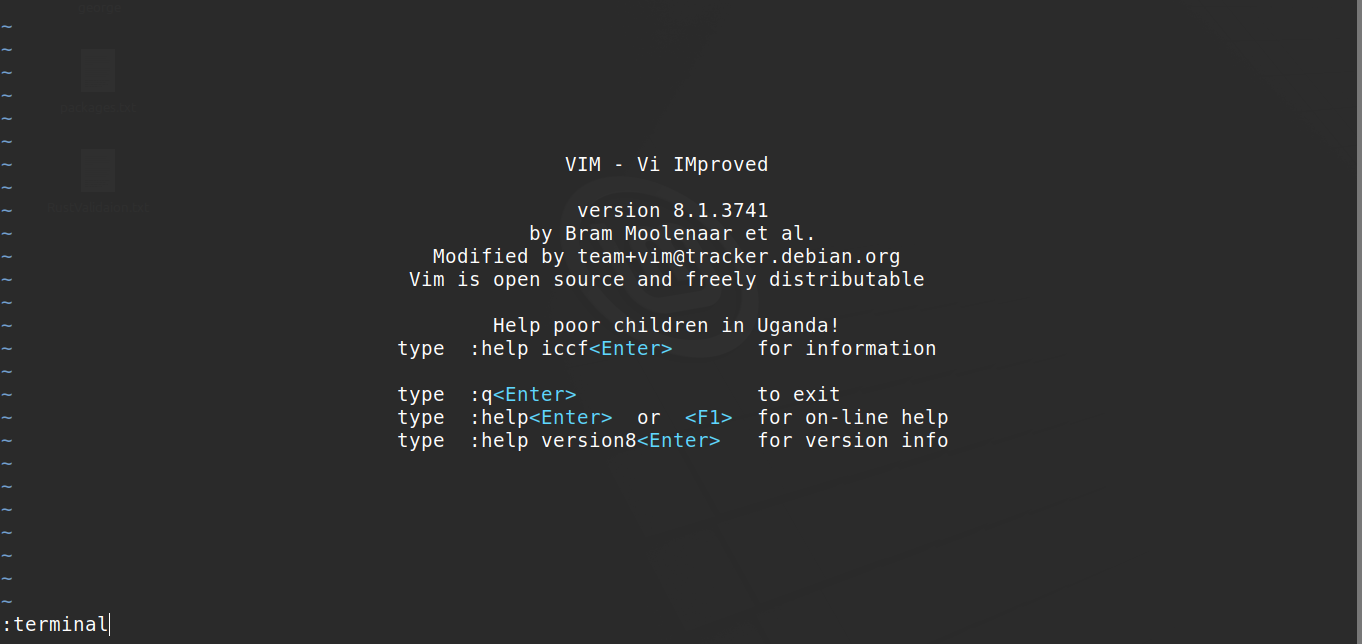 ~
~
~
~
~
~
~ VIM - Vi IMproved
~
~ version 8.1.3741
~ by Bram Moolenaar et al.
~ Modified by team+vim@tracker.debian.org
~ Vim is open source and freely distributable
~
~ Help poor children in Uganda!
~ type :help iccf<Enter> for information
~
~ type :q<Enter> to exit
~ type :help<Enter> or <F1> for on-line help
~ type :help version8<Enter> for version info
~
~
~
~
~
~
~
:terminal